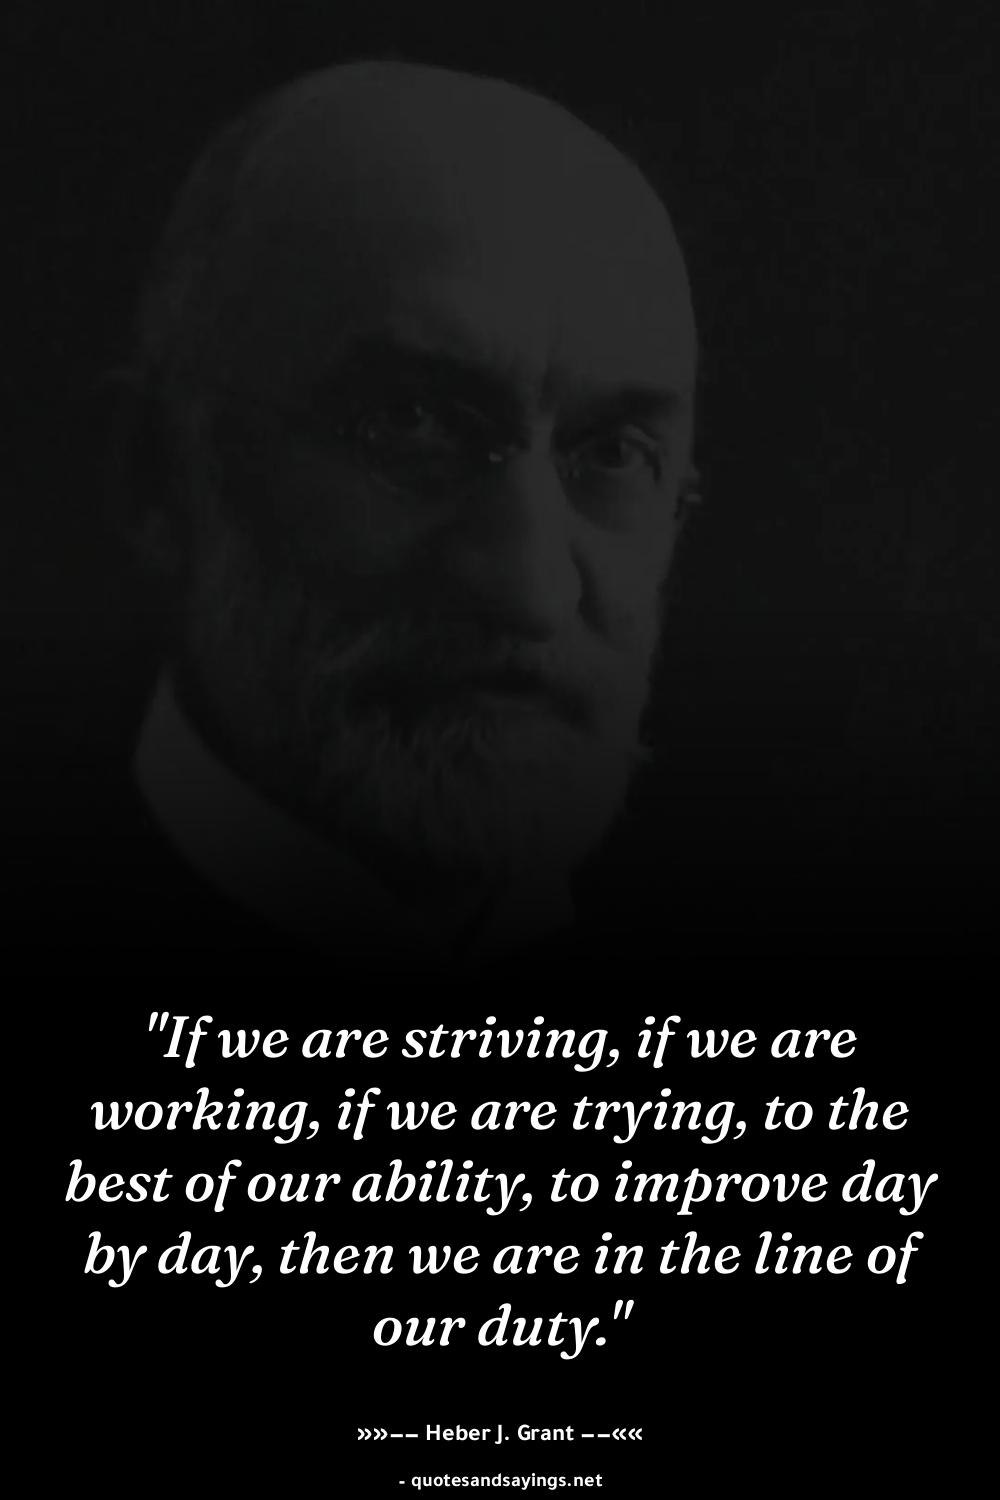 "If we are striving, if we are
working, if we are trying, to the
best of our ability, to improve day
by day, then we are in the line of
our duty."
»»−− Heber J. Grant −−««
- quotesandsayings.net